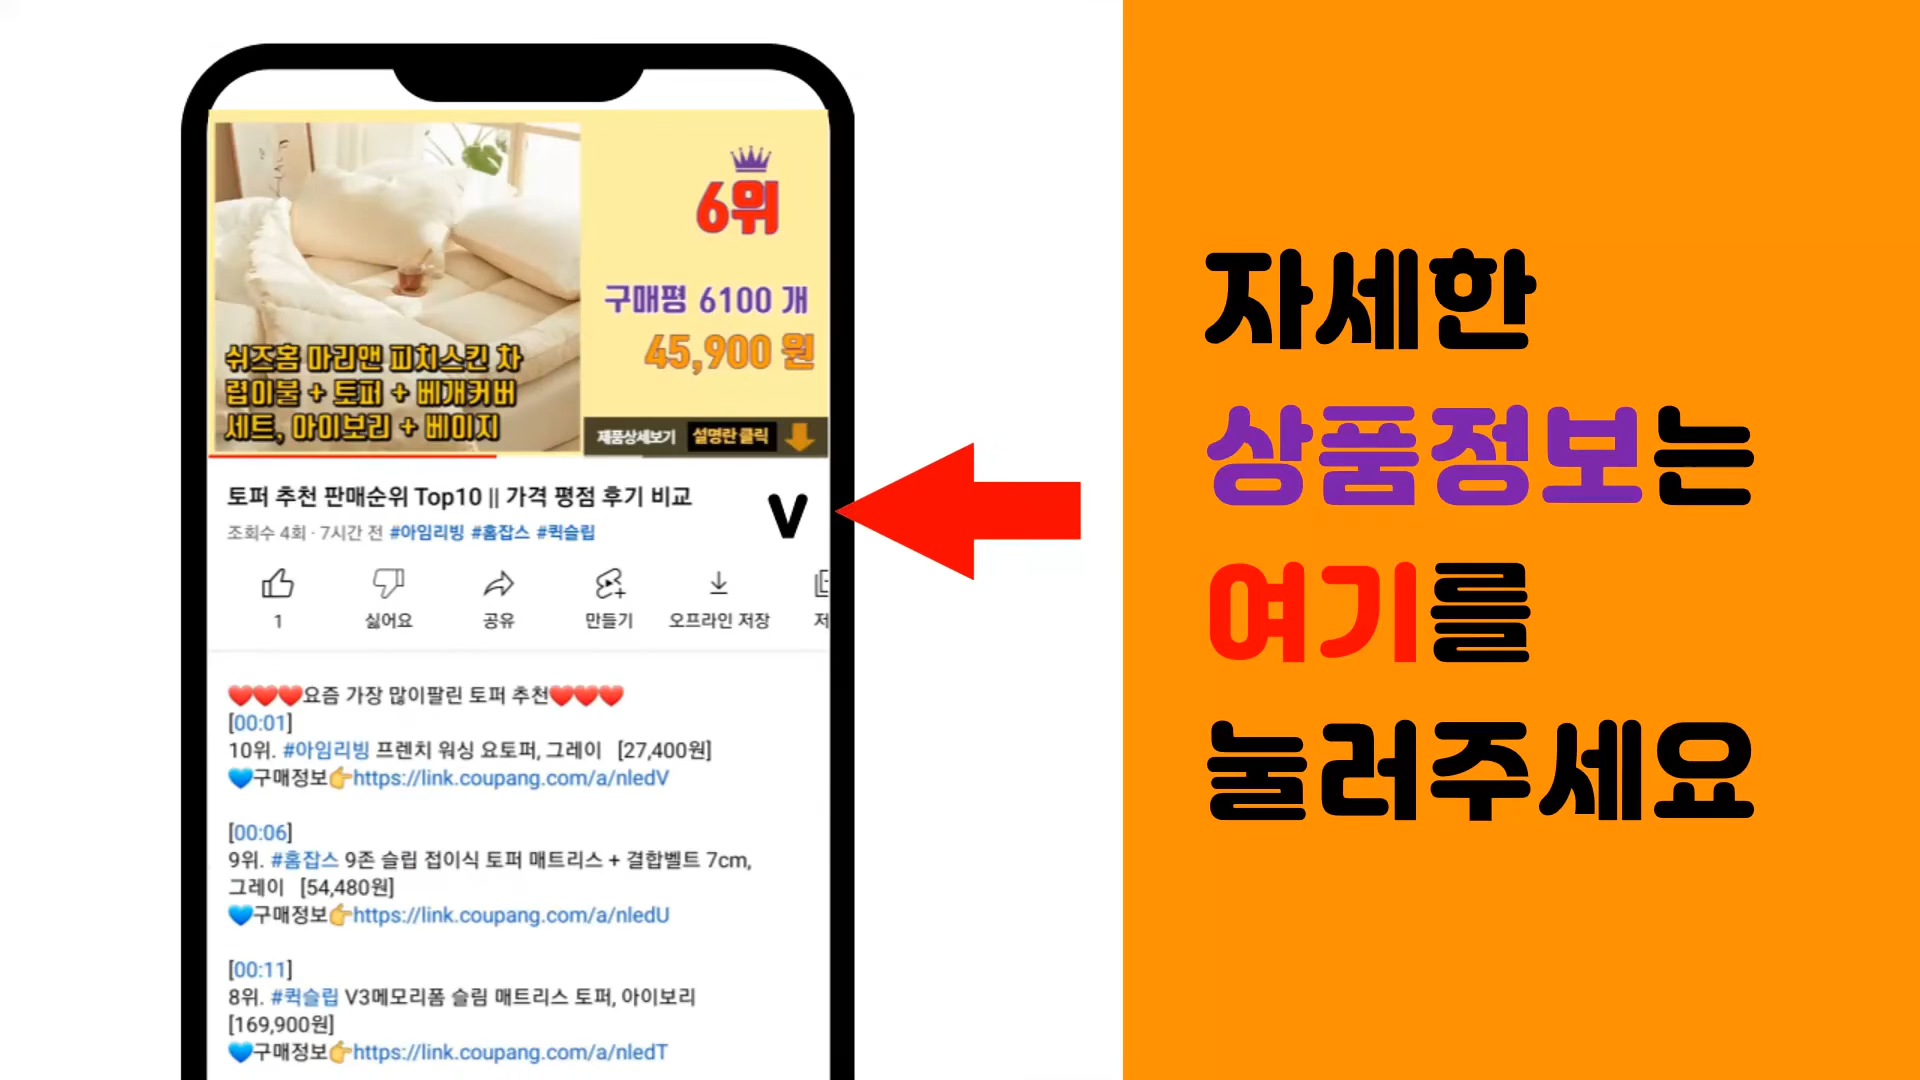 6위
구매평 6100 개
45,900 원
쉬즈홈 마리앤 피치스킨 차
렵이불 + 토퍼 + 베개커버
세트, 아이보리 + 베이지
제품상세보기 설명란 클릭
토퍼 추천 판매순위 Top10 || 가격 평점 후기 비교
V
조회수 4회 · 7시간 전 #아임리빙 #홈잡스 #퀵슬립
1 싫어요 공유 만들기 오프라인 저장 저
❤️❤️❤️요즘 가장 많이팔린 토퍼 추천❤️❤️❤️
[00:01]
10위. #아임리빙 프렌치 워싱 요토퍼, 그레이 [27,400원]
💙구매정보👉https://link.coupang.com/a/nledV
[00:06]
9위. #홈잡스 9존 슬립 접이식 토퍼 매트리스 + 결합벨트 7cm,
그레이 [54,480원]
💙구매정보👉https://link.coupang.com/a/nledU
[00:11]
8위. #퀵슬립 V3메모리폼 슬림 매트리스 토퍼, 아이보리
[169,900원]
💙구매정보👉https://link.coupang.com/a/nledT
자세한
상품정보는
여기를
눌러주세요